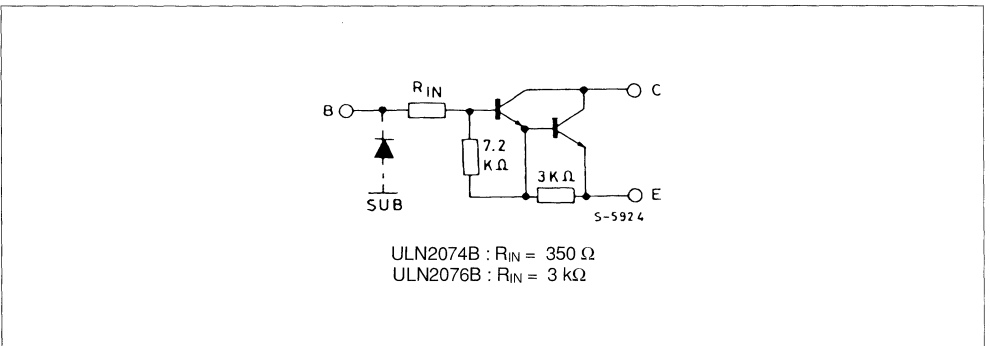 R_IN
B
C
7.2
KΩ
3KΩ
E
SUB
S-5924
ULN2074B : R_IN = 350 Ω
ULN2076B : R_IN = 3 kΩ